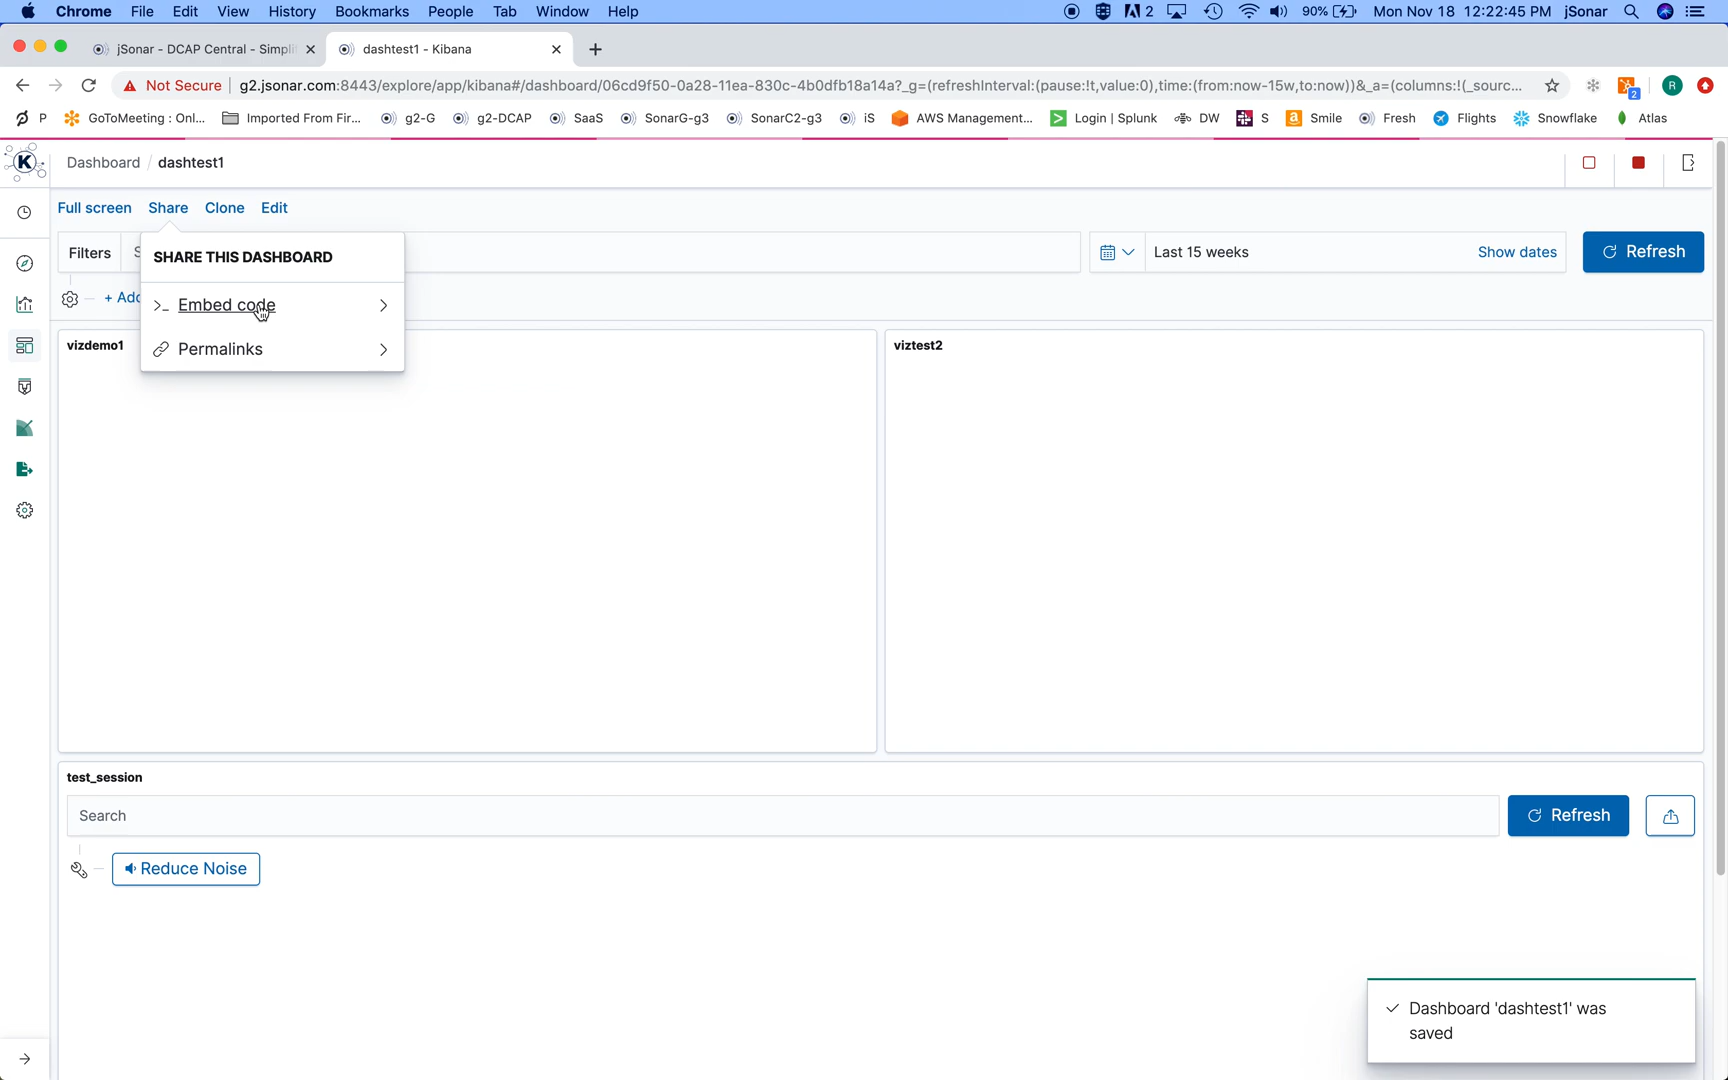 Chrome File Edit View History Bookmarks People Tab Window Help 2 90% Mon Nov 18 12:22:45 PM jSonar
jSonar - DCAP Central - Simpli dashtest1 - Kibana
Not Secure g2.jsonar.com:8443/explore/app/kibana#/dashboard/06cd9f50-0a28-11ea-830c-4b0dfb18a14a?_g=(refreshInterval:(pause:!t,value:0),time:(from:now-15w,to:now))&_a=(columns:!(_sourc... 2 R
P GoToMeeting : Onl... Imported From Fir... g2-G g2-DCAP SaaS SonarG-g3 SonarC2-g3 iS AWS Management... Login | Splunk DW S Smile Fresh Flights Snowflake Atlas
K Dashboard / dashtest1
Full screen Share Clone Edit
Filters S Last 15 weeks Show dates Refresh
SHARE THIS DASHBOARD
+ Add
Embed code
Permalinks
vizdemo1 viztest2
test_session
Search Refresh
Reduce Noise
Dashboard 'dashtest1' was
saved